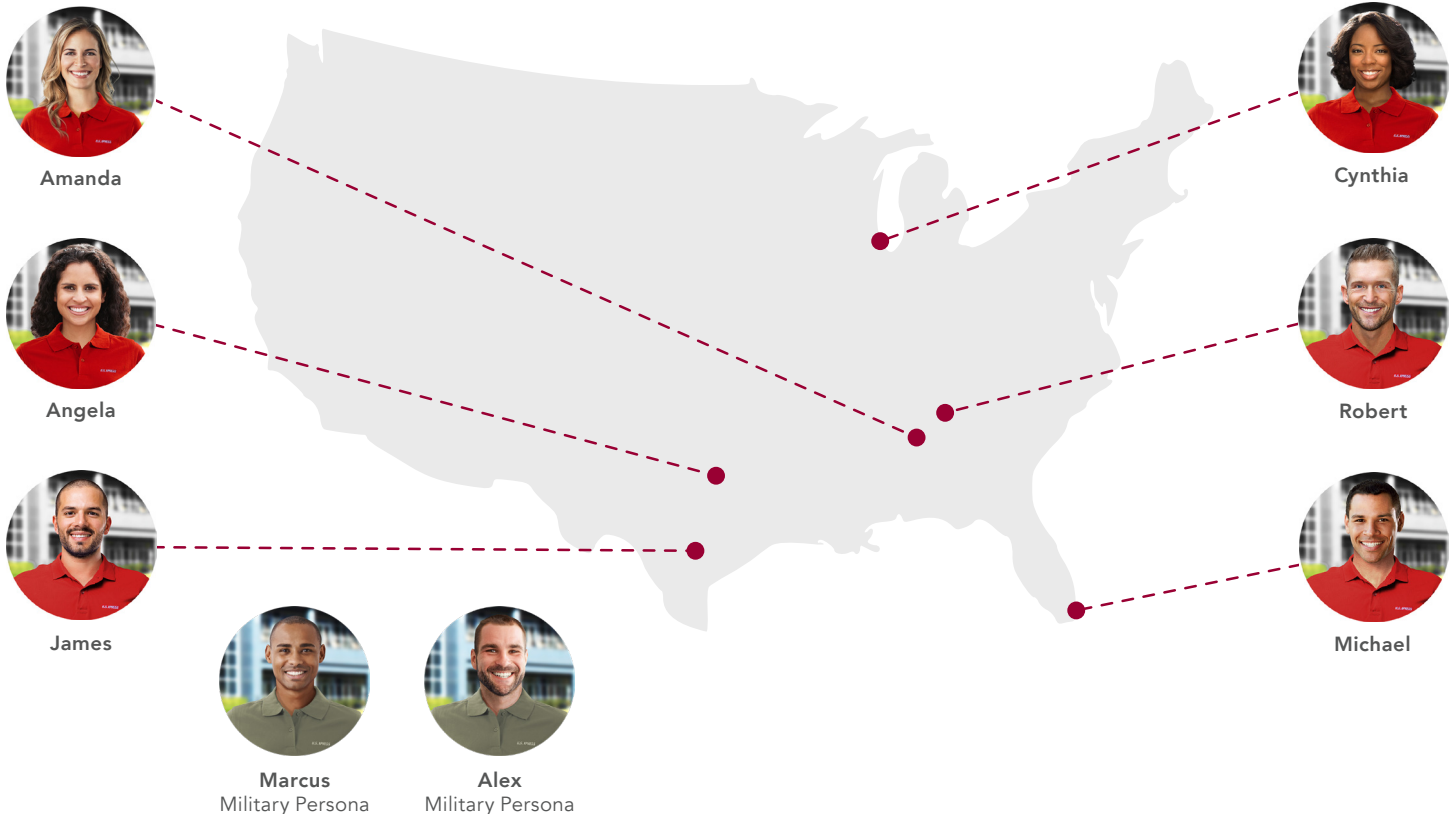 Amanda
Cynthia
Angela
Robert
James
Michael
Marcus
Military Persona
Alex
Military Persona